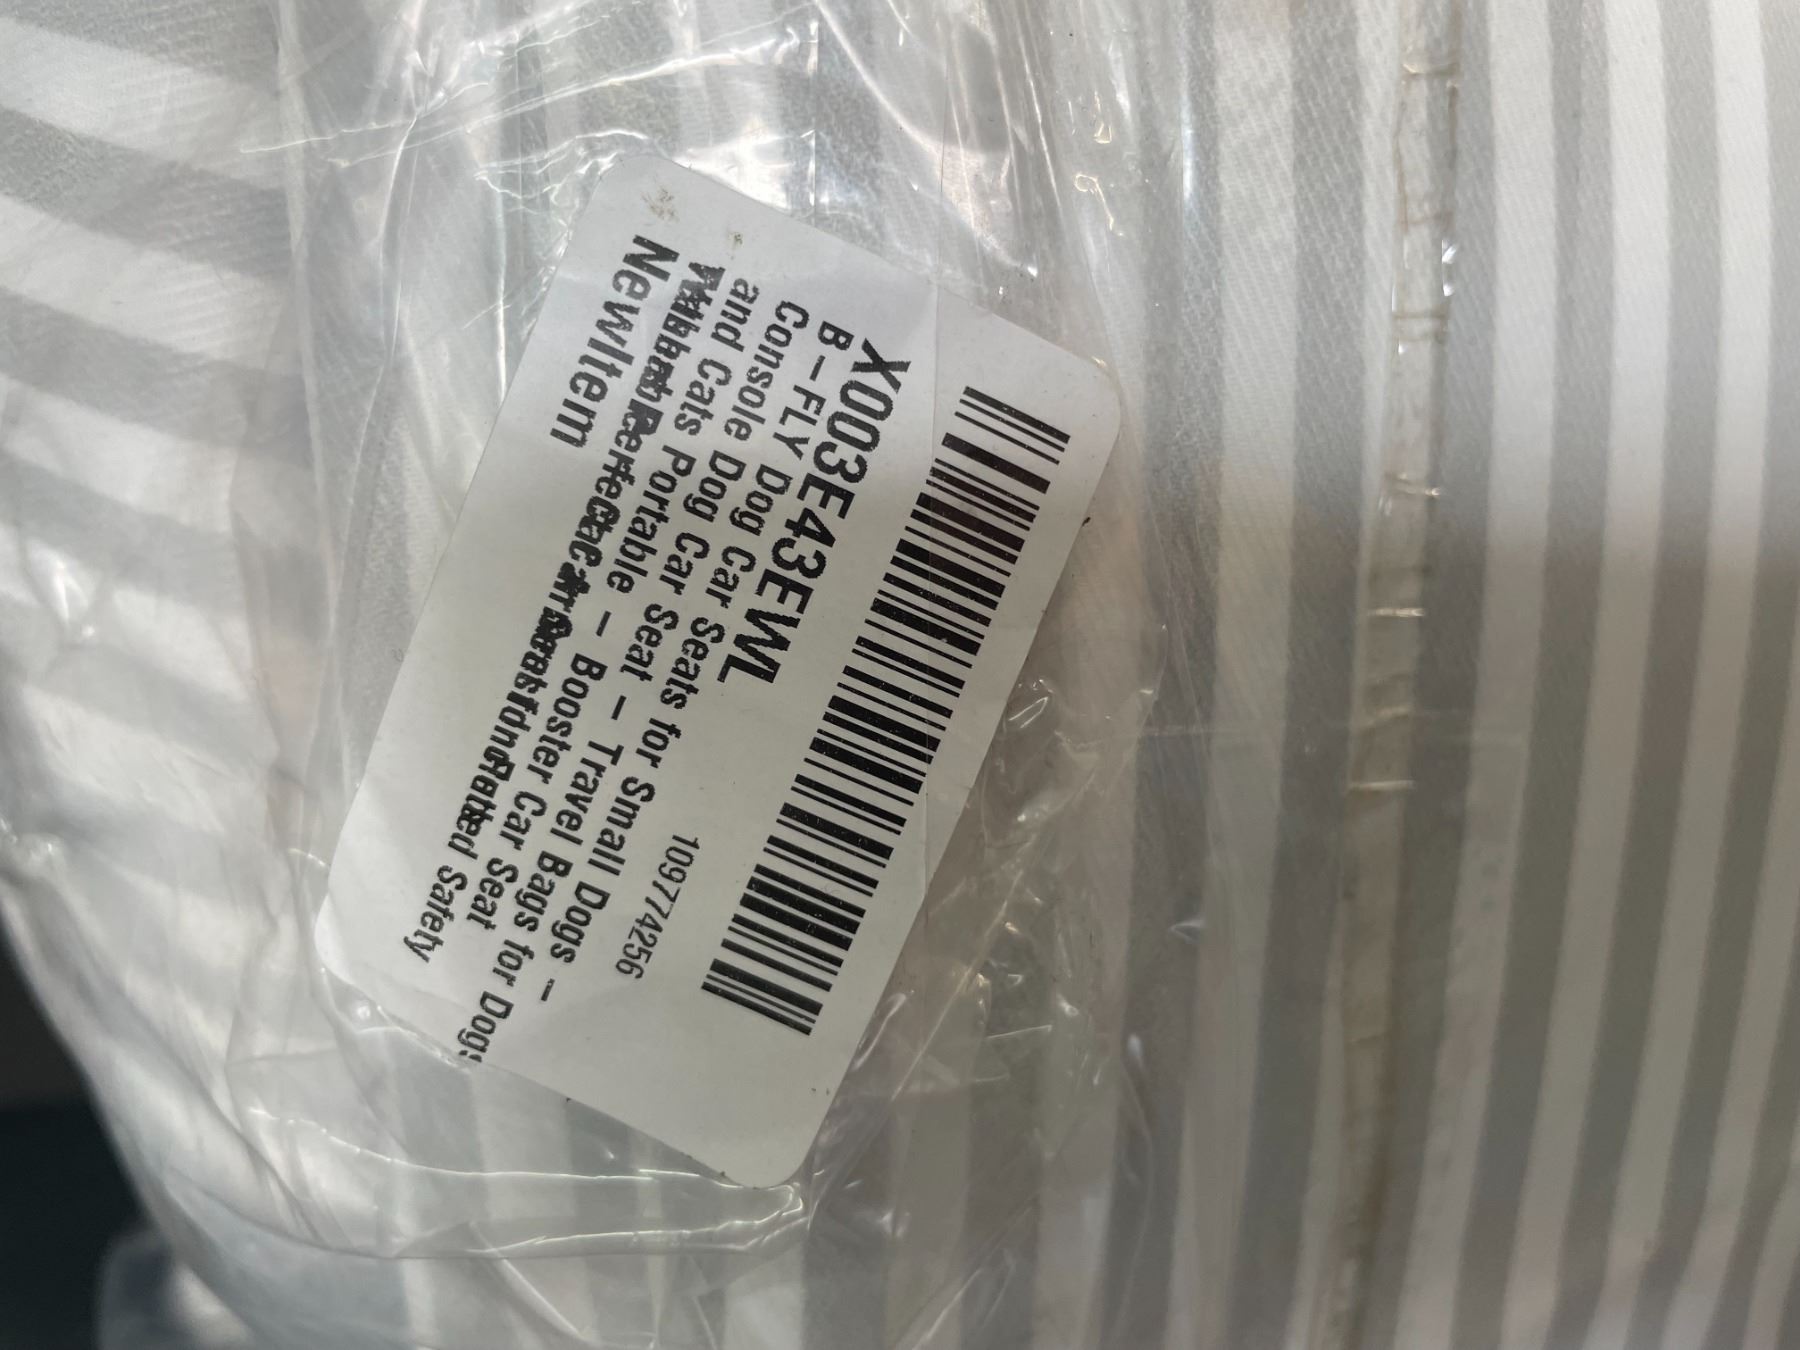 X003E43EWL
109774256
B-FLY Dog Car Seats for Small Dogs -
Console Dog Car Seat - Travel Bags for Dogs
and Cats Portable - Booster Car Seat
Safety
NewItem